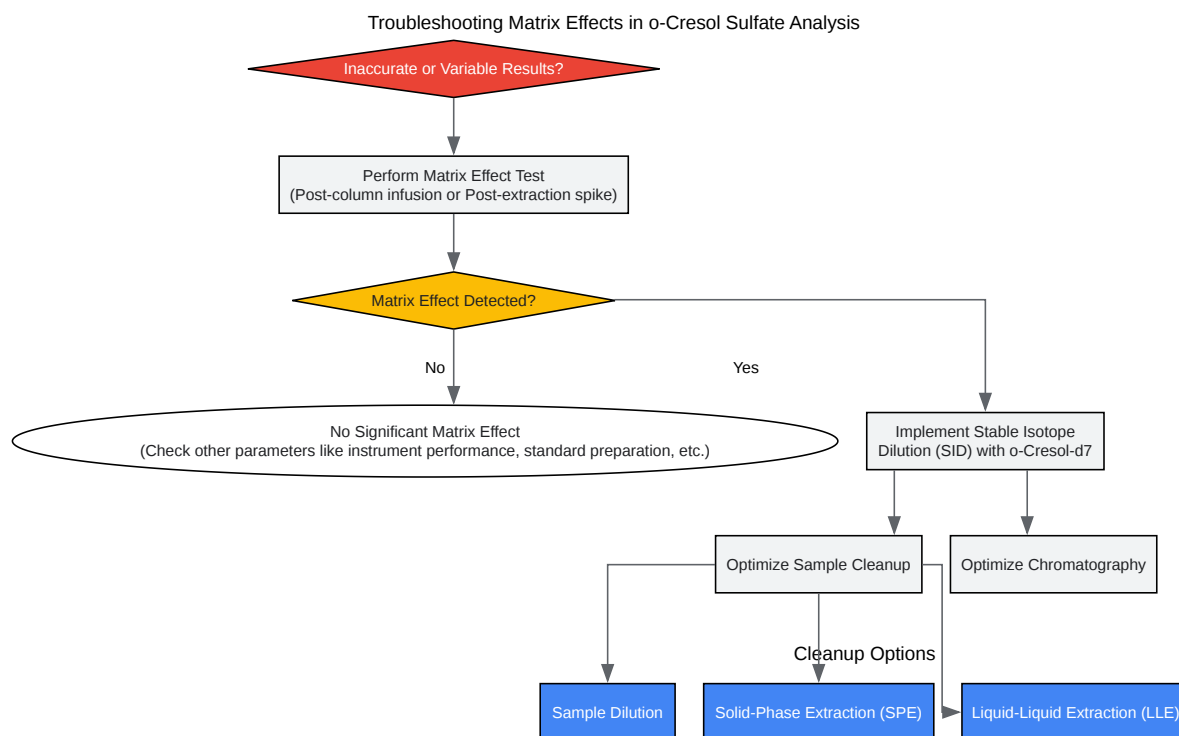 Troubleshooting Matrix Effects in o-Cresol Sulfate Analysis
Inaccurate or Variable Results?
Perform Matrix Effect Test
(Post-column infusion or Post-extraction spike)
Matrix Effect Detected?
No
Yes
No Significant Matrix Effect
(Check other parameters like instrument performance, standard preparation, etc.)
Implement Stable Isotope
Dilution (SID) with o-Cresol-d7
Optimize Sample Cleanup
Optimize Chromatography
Cleanup Options
Sample Dilution
Solid-Phase Extraction (SPE)
Liquid-Liquid Extraction (LLE)